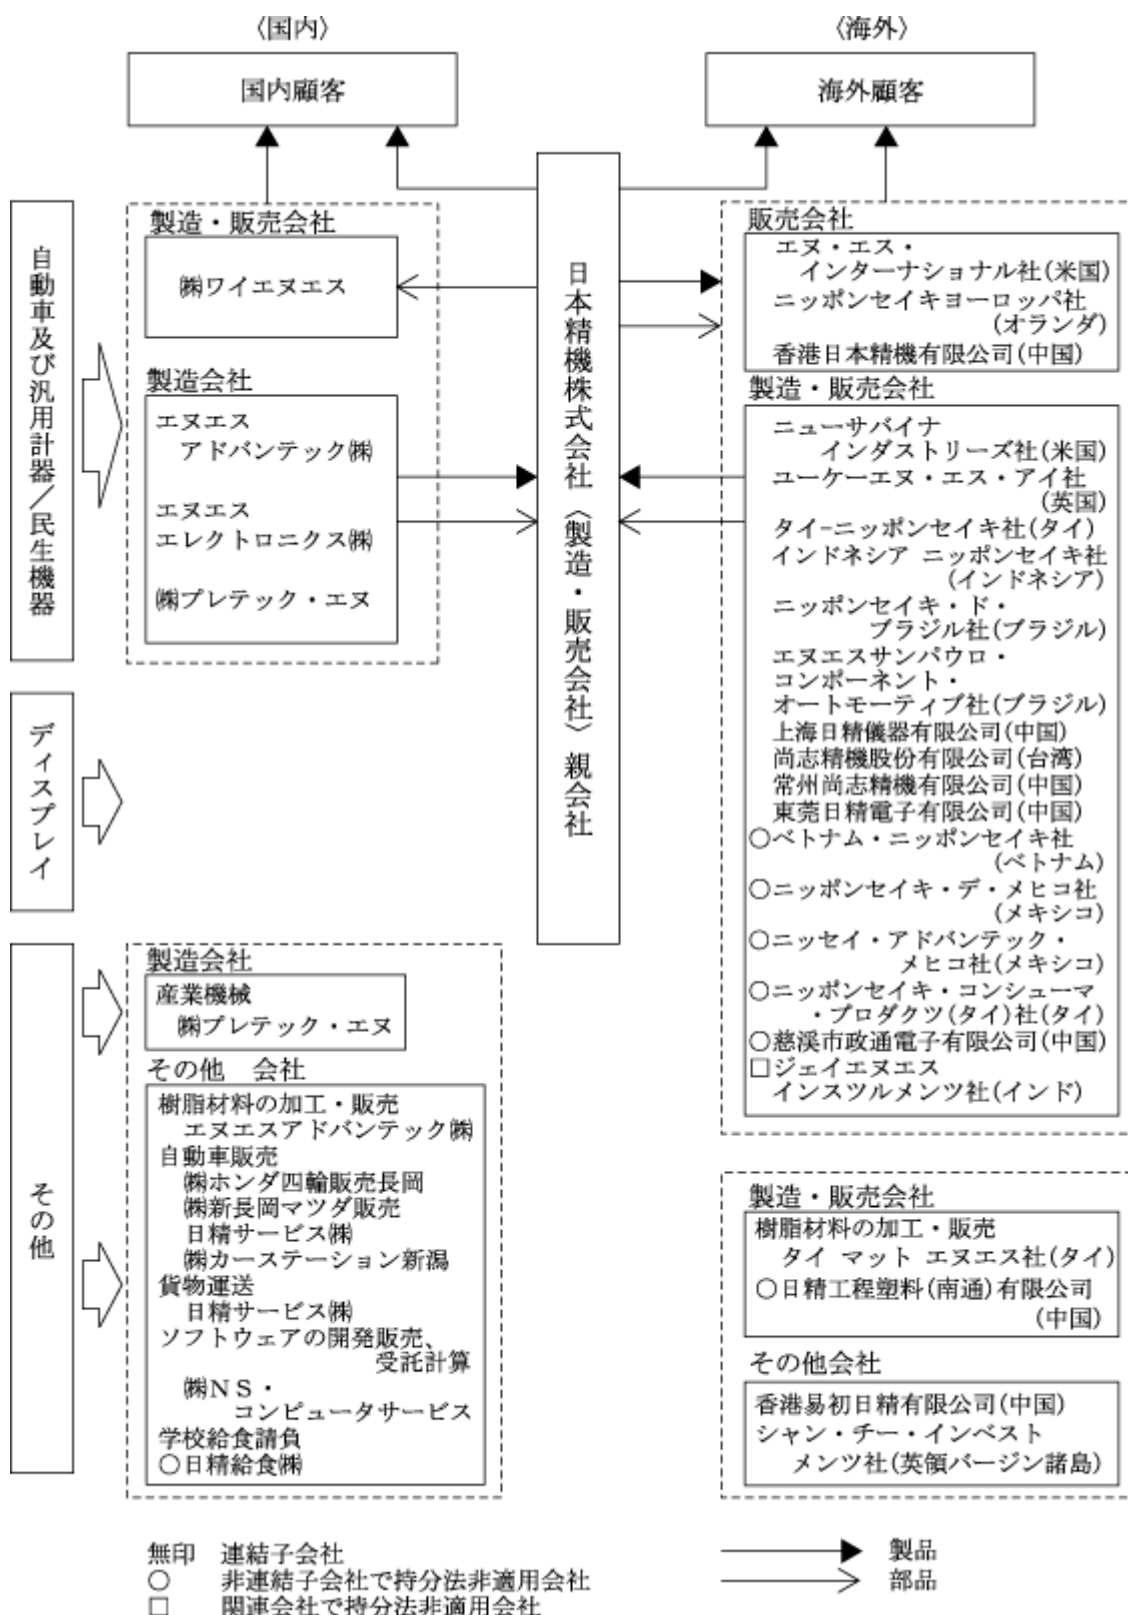 〈国内〉
〈海外〉
国内顧客
海外顧客
自動車及び汎用計器／民生機器
製造・販売会社
㈱ワイエヌエス
製造会社
エヌエス
アドバンテック㈱
エヌエス
エレクトロニクス㈱
㈱プレテック・エヌ
日本精機株式会社〈製造・販売会社〉親会社
販売会社
エヌ・エス・
インターナショナル社(米国)
ニッポンセイキヨーロッパ社
(オランダ)
香港日本精機有限公司(中国)
製造・販売会社
ニューサバイナ
インダストリーズ社(米国)
ユーケーエヌ・エス・アイ社
(英国)
タイ−ニッポンセイキ社(タイ)
インドネシア ニッポンセイキ社
(インドネシア)
ニッポンセイキ・ド・
ブラジル社(ブラジル)
エヌエスサンパウロ・
コンポーネント・
オートモーティブ社(ブラジル)
上海日精儀器有限公司(中国)
尚志精機股份有限公司(台湾)
常州尚志精機有限公司(中国)
東莞日精電子有限公司(中国)
○ベトナム・ニッポンセイキ社
(ベトナム)
○ニッポンセイキ・デ・メヒコ社
(メキシコ)
○ニッセイ・アドバンテック・
メヒコ社(メキシコ)
○ニッポンセイキ・コンシューマ
・プロダクツ(タイ)社(タイ)
○慈溪市政通電子有限公司(中国)
□ジェイエヌエス
インスツルメンツ社(インド)
ディスプレイ
その他
製造会社
産業機械
㈱プレテック・エヌ
その他　会社
樹脂材料の加工・販売
エヌエスアドバンテック㈱
自動車販売
㈱ホンダ四輪販売長岡
㈱新長岡マツダ販売
日精サービス㈱
㈱カーステーション新潟
貨物運送
日精サービス㈱
ソフトウェアの開発販売、
受託計算
㈱ＮＳ・
コンピュータサービス
学校給食請負
○日精給食㈱
製造・販売会社
樹脂材料の加工・販売
タイ マット エヌエス社(タイ)
○日精工程塑料(南通)有限公司
(中国)
その他会社
香港易初日精有限公司(中国)
シャン・チー・インベスト
メンツ社(英領バージン諸島)
無印　連結子会社
○　非連結子会社で持分法非適用会社
□　関連会社で持分法非適用会社
製品
部品